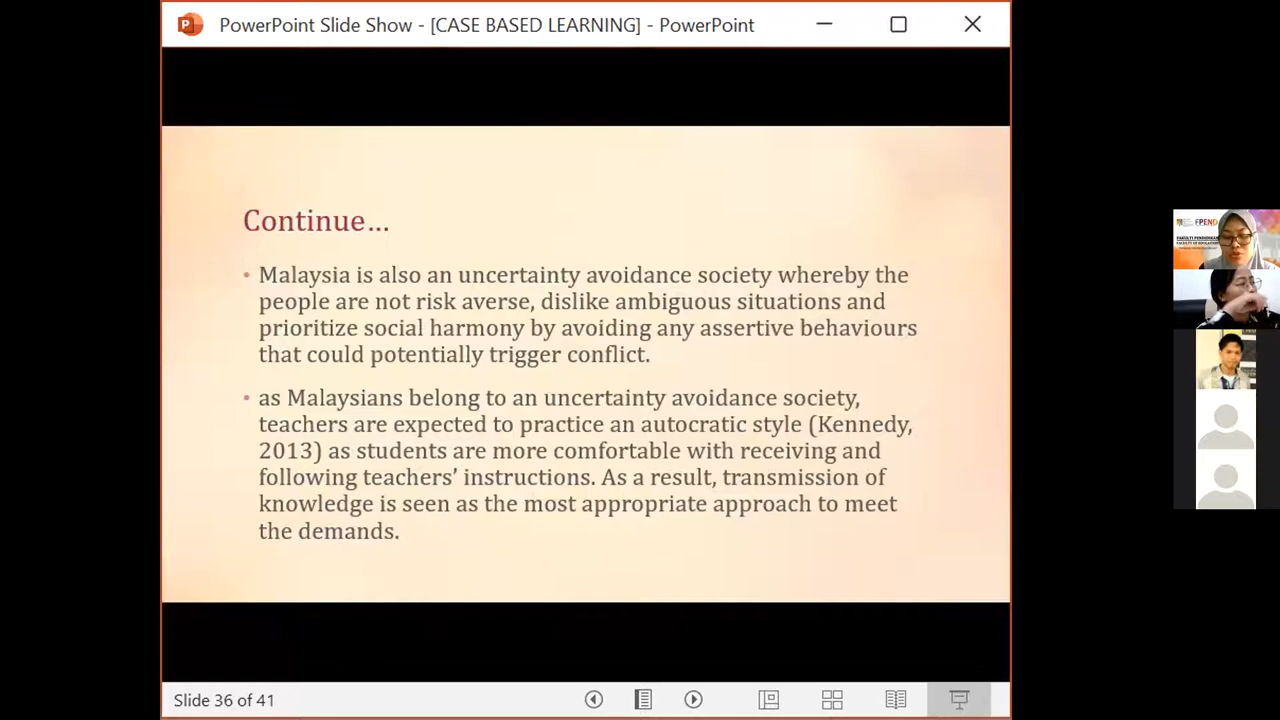 PowerPoint Slide Show - [CASE BASED LEARNING] - PowerPoint
Continue…
• Malaysia is also an uncertainty avoidance society whereby the
people are not risk averse, dislike ambiguous situations and
prioritize social harmony by avoiding any assertive behaviours
that could potentially trigger conflict.
• as Malaysians belong to an uncertainty avoidance society,
teachers are expected to practice an autocratic style (Kennedy,
2013) as students are more comfortable with receiving and
following teachers’ instructions. As a result, transmission of
knowledge is seen as the most appropriate approach to meet
the demands.
Slide 36 of 41
FPEND